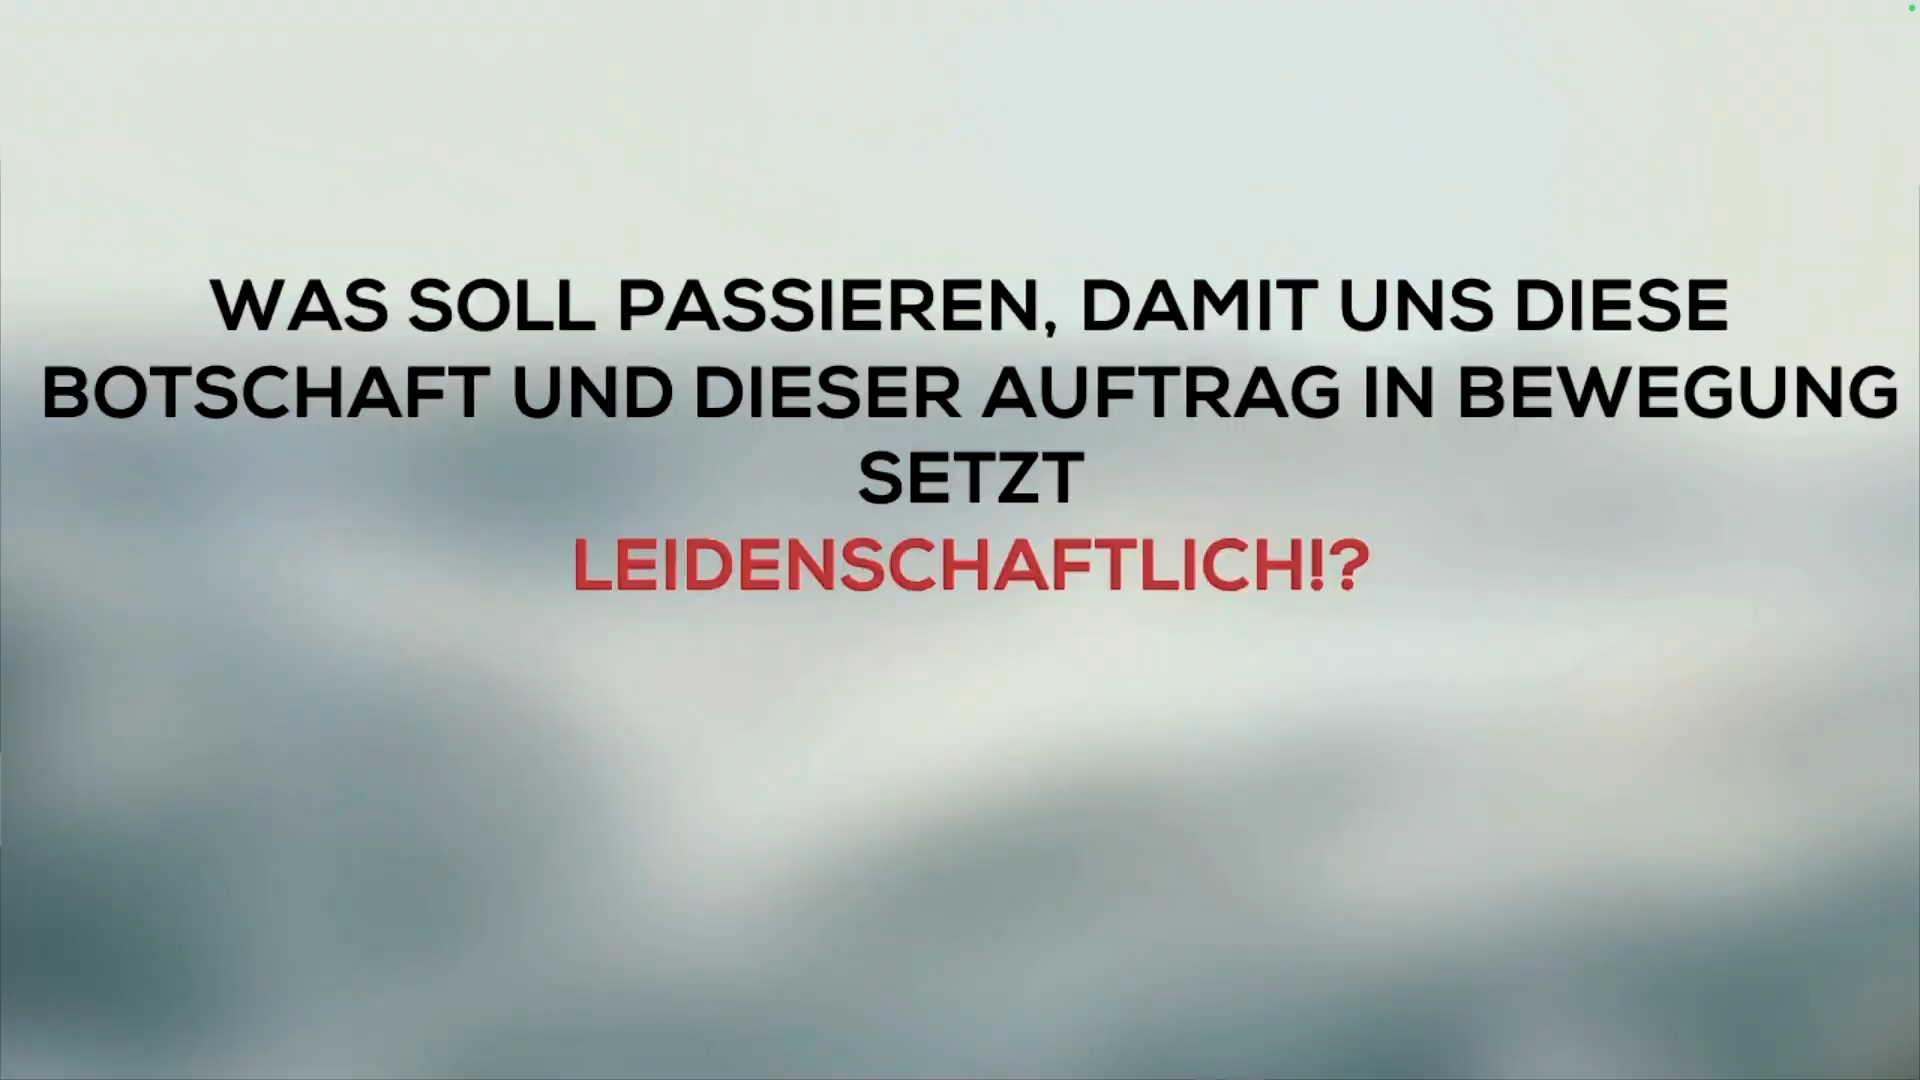 WAS SOLL PASSIEREN, DAMIT UNS DIESE
BOTSCHAFT UND DIESER AUFTRAG IN BEWEGUNG
SETZT
LEIDENSCHAFTLICH!?